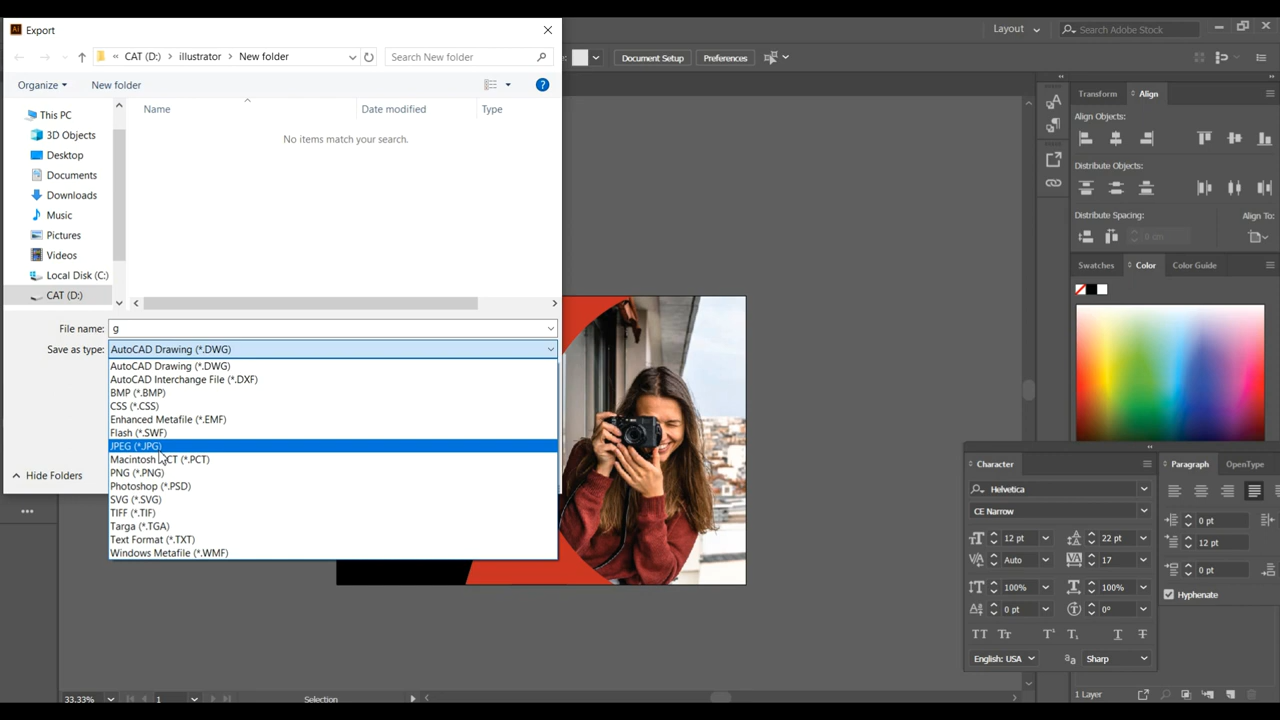 Export
Layout
Search Adobe Stock
« CAT (D:) › illustrator › New folder
Search New folder
Document Setup
Preferences
Organize
New folder
Name
Date modified
Type
No items match your search.
This PC
3D Objects
Desktop
Documents
Downloads
Music
Pictures
Videos
Local Disk (C:)
CAT (D:)
File name: g
Save as type: AutoCAD Drawing (*.DWG)
AutoCAD Drawing (*.DWG)
AutoCAD Interchange File (*.DXF)
BMP (*.BMP)
CSS (*.CSS)
Enhanced Metafile (*.EMF)
Flash (*.SWF)
JPEG (*.JPG)
Macintosh PICT (*.PCT)
PNG (*.PNG)
Photoshop (*.PSD)
SVG (*.SVG)
TIFF (*.TIF)
Targa (*.TGA)
Text Format (*.TXT)
Windows Metafile (*.WMF)
Hide Folders
Transform
Align
Align Objects:
Distribute Objects:
Distribute Spacing:
Align To:
0 cm
Swatches
Color
Color Guide
Character
Helvetica
CE Narrow
12 pt
22 pt
Auto
17
100%
100%
0 pt
0°
English: USA
Sharp
Paragraph
OpenType
0 pt
12 pt
0 pt
Hyphenate
33.33%
1
Selection
1 Layer